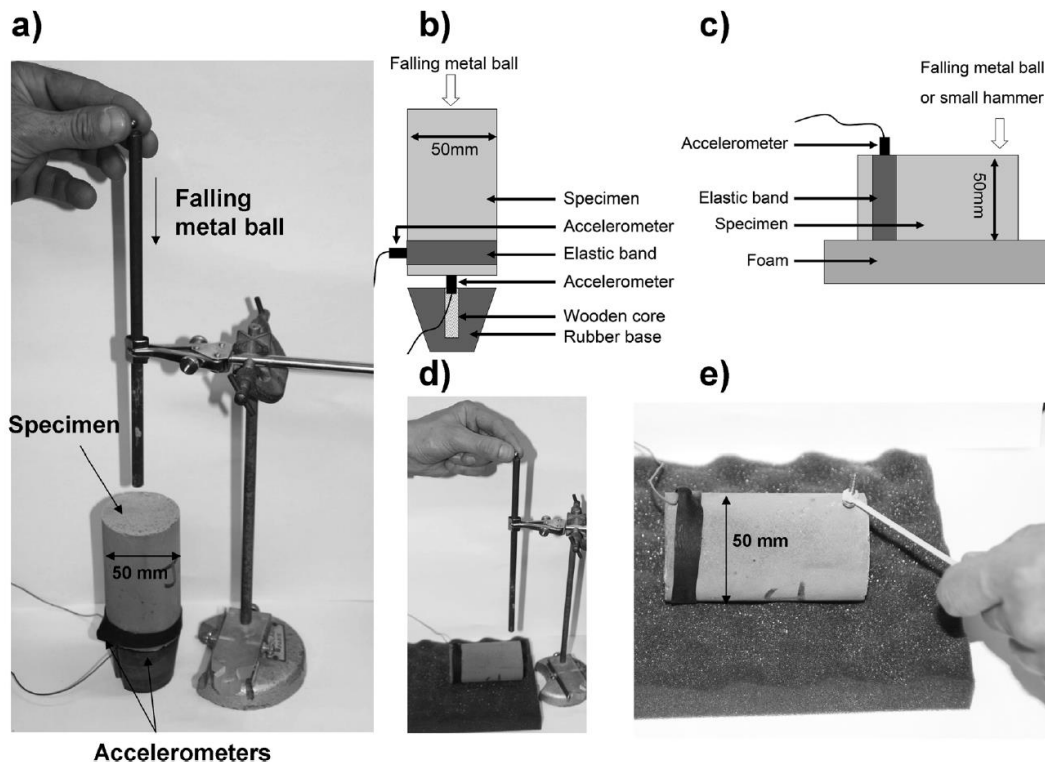 a)
Falling
metal ball
Specimen
50 mm
Accelerometers
b)
Falling metal ball
50mm
Specimen
Accelerometer
Elastic band
Accelerometer
Wooden core
Rubber base
c)
Falling metal ball
or small hammer
Accelerometer
50mm
Elastic band
Specimen
Foam
d)
e)
50 mm